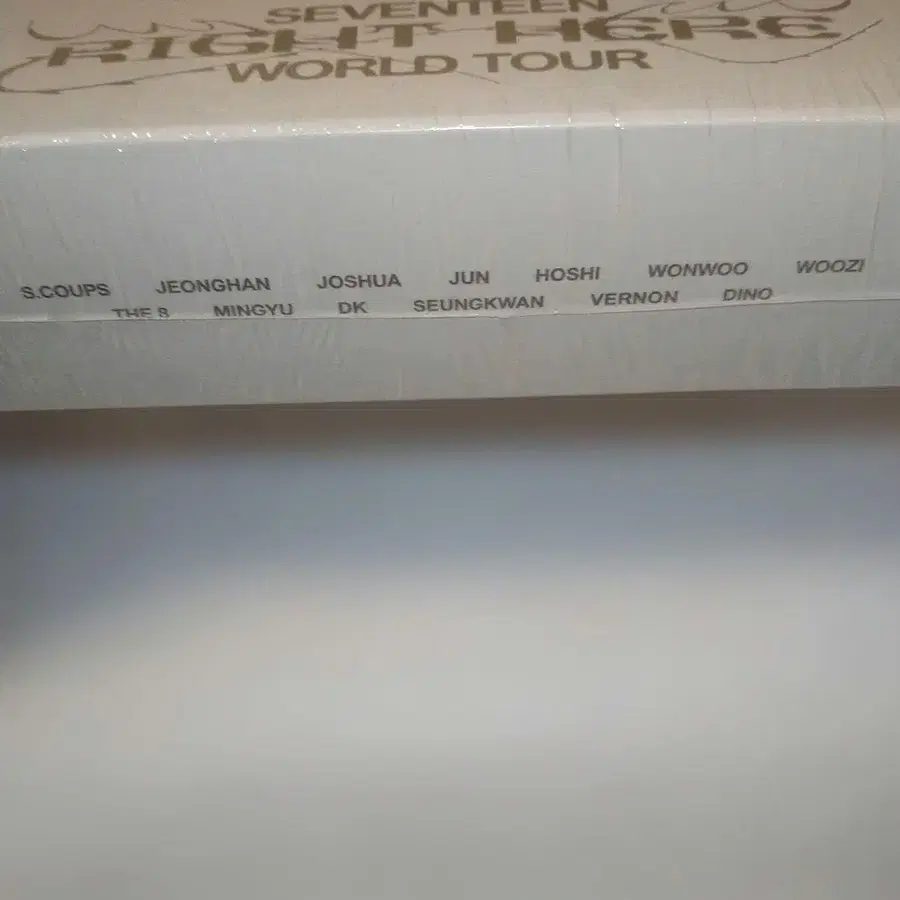 SEVENTEEN
RIGHT HERE
WORLD TOUR
S.COUPS JEONGHAN JOSHUA JUN HOSHI WONWOO WOOZI
THE 8 MINGYU DK SEUNGKWAN VERNON DINO